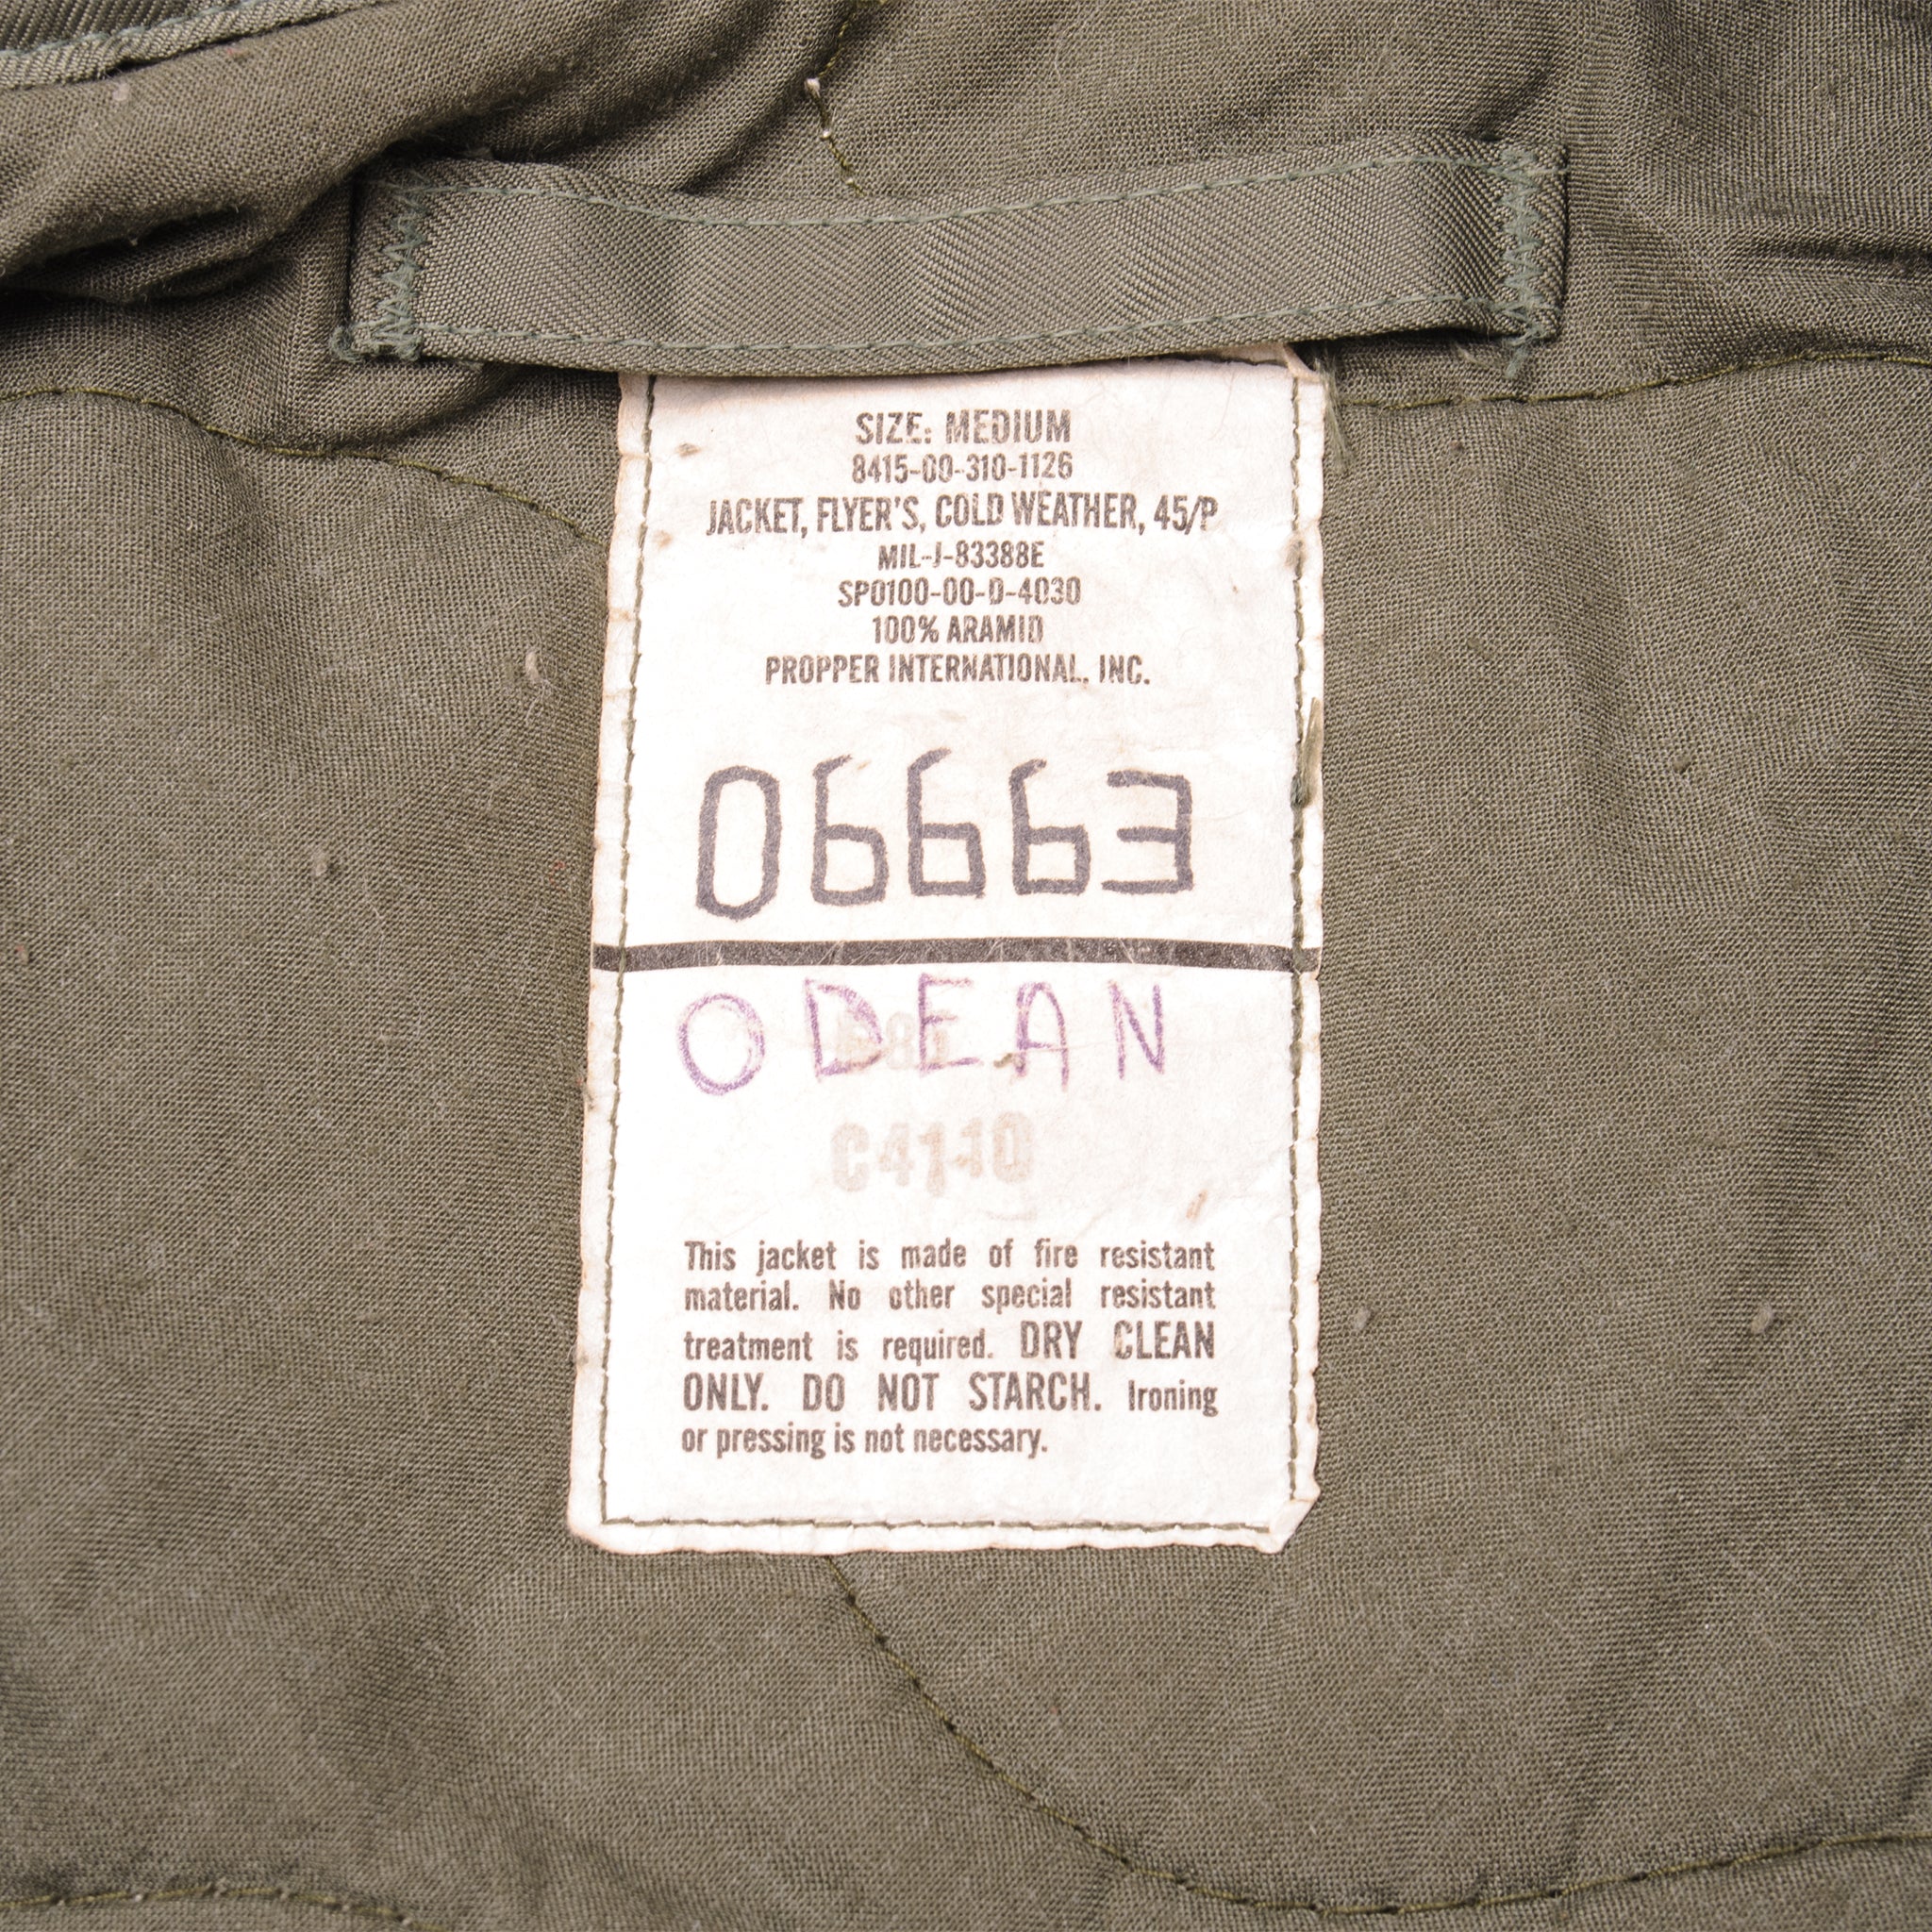 SIZE: MEDIUM
8415-00-310-1126
JACKET, FLYER'S, COLD WEATHER, 45/P
MIL-J-83388E
SP0100-00-D-4030
100% ARAMID
PROPPER INTERNATIONAL, INC.
06663
ODEAN
C4140
This jacket is made of fire resistant
material. No other special resistant
treatment is required. DRY CLEAN
ONLY. DO NOT STARCH. Ironing
or pressing is not necessary.